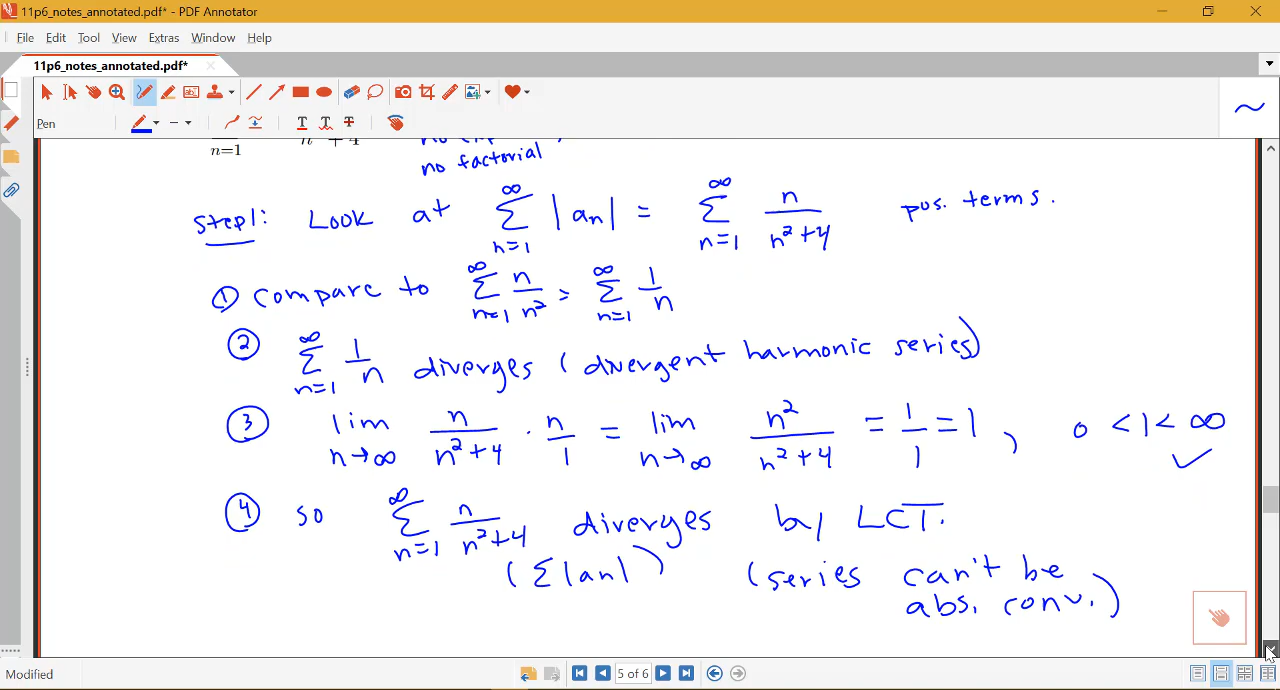 11p6_notes_annotated.pdf* - PDF Annotator
File Edit Tool View Extras Window Help
11p6_notes_annotated.pdf*
Pen
n=1
no factorial
Step1: Look at ∞ Σ n=1 |an| = ∞ Σ n=1 n/(n²+4) pos. terms.
① compare to ∞ Σ n=1 n/n² = ∞ Σ n=1 1/n
② ∞ Σ n=1 1/n diverges (divergent harmonic series)
③ lim n→∞ n/(n²+4) · n/1 = lim n→∞ n²/(n²+4) = 1/1 = 1, 0 < 1 < ∞ ✓
④ so ∞ Σ n=1 n/(n²+4) diverges by LCT.
(Σ|an|) (series can't be
abs. conv.)
Modified 5 of 6